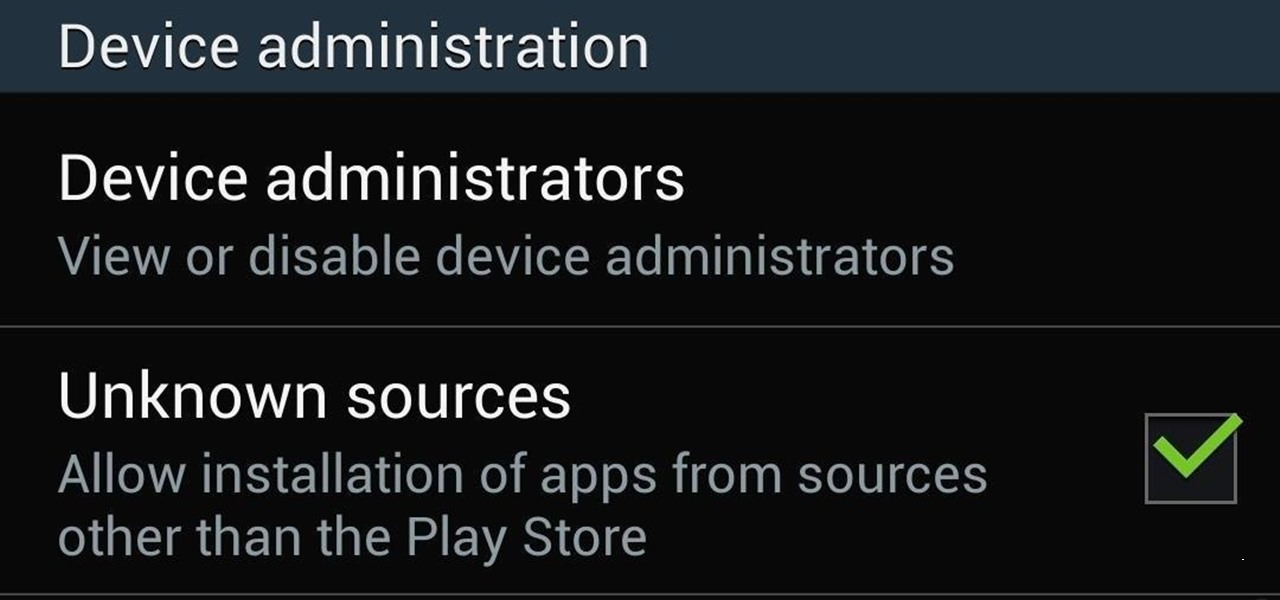 Device administration
Device administrators
View or disable device administrators
Unknown sources
Allow installation of apps from sources
other than the Play Store